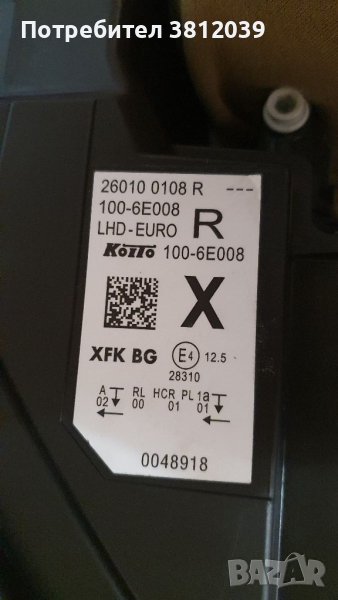 Потребител 3812039
26010 0108 R ---
100-6E008
LHD-EURO R
KOITO 100-6E008
X
XFK BG E4 12.5
28310
A RL HCR PL 1a
02 00 01 01
0048918
BAZAR